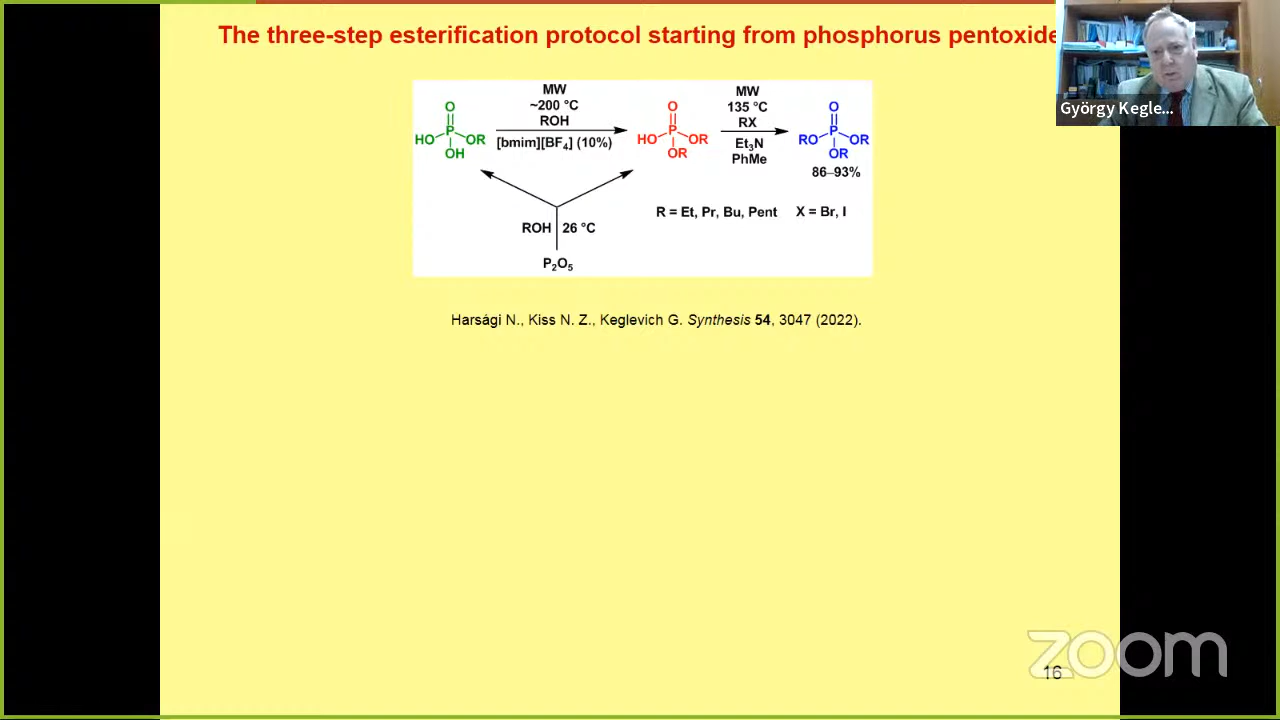 The three-step esterification protocol starting from phosphorus pentoxide
György Kegle...
O
HO P OR
OH
MW
~200 °C
ROH
[bmim][BF4] (10%)
O
HO P OR
OR
MW
135 °C
RX
Et3N
PhMe
O
RO P OR
OR
86–93%
ROH 26 °C
P2O5
R = Et, Pr, Bu, Pent X = Br, I
Harsági N., Kiss N. Z., Keglevich G. Synthesis 54, 3047 (2022).
zoom
16